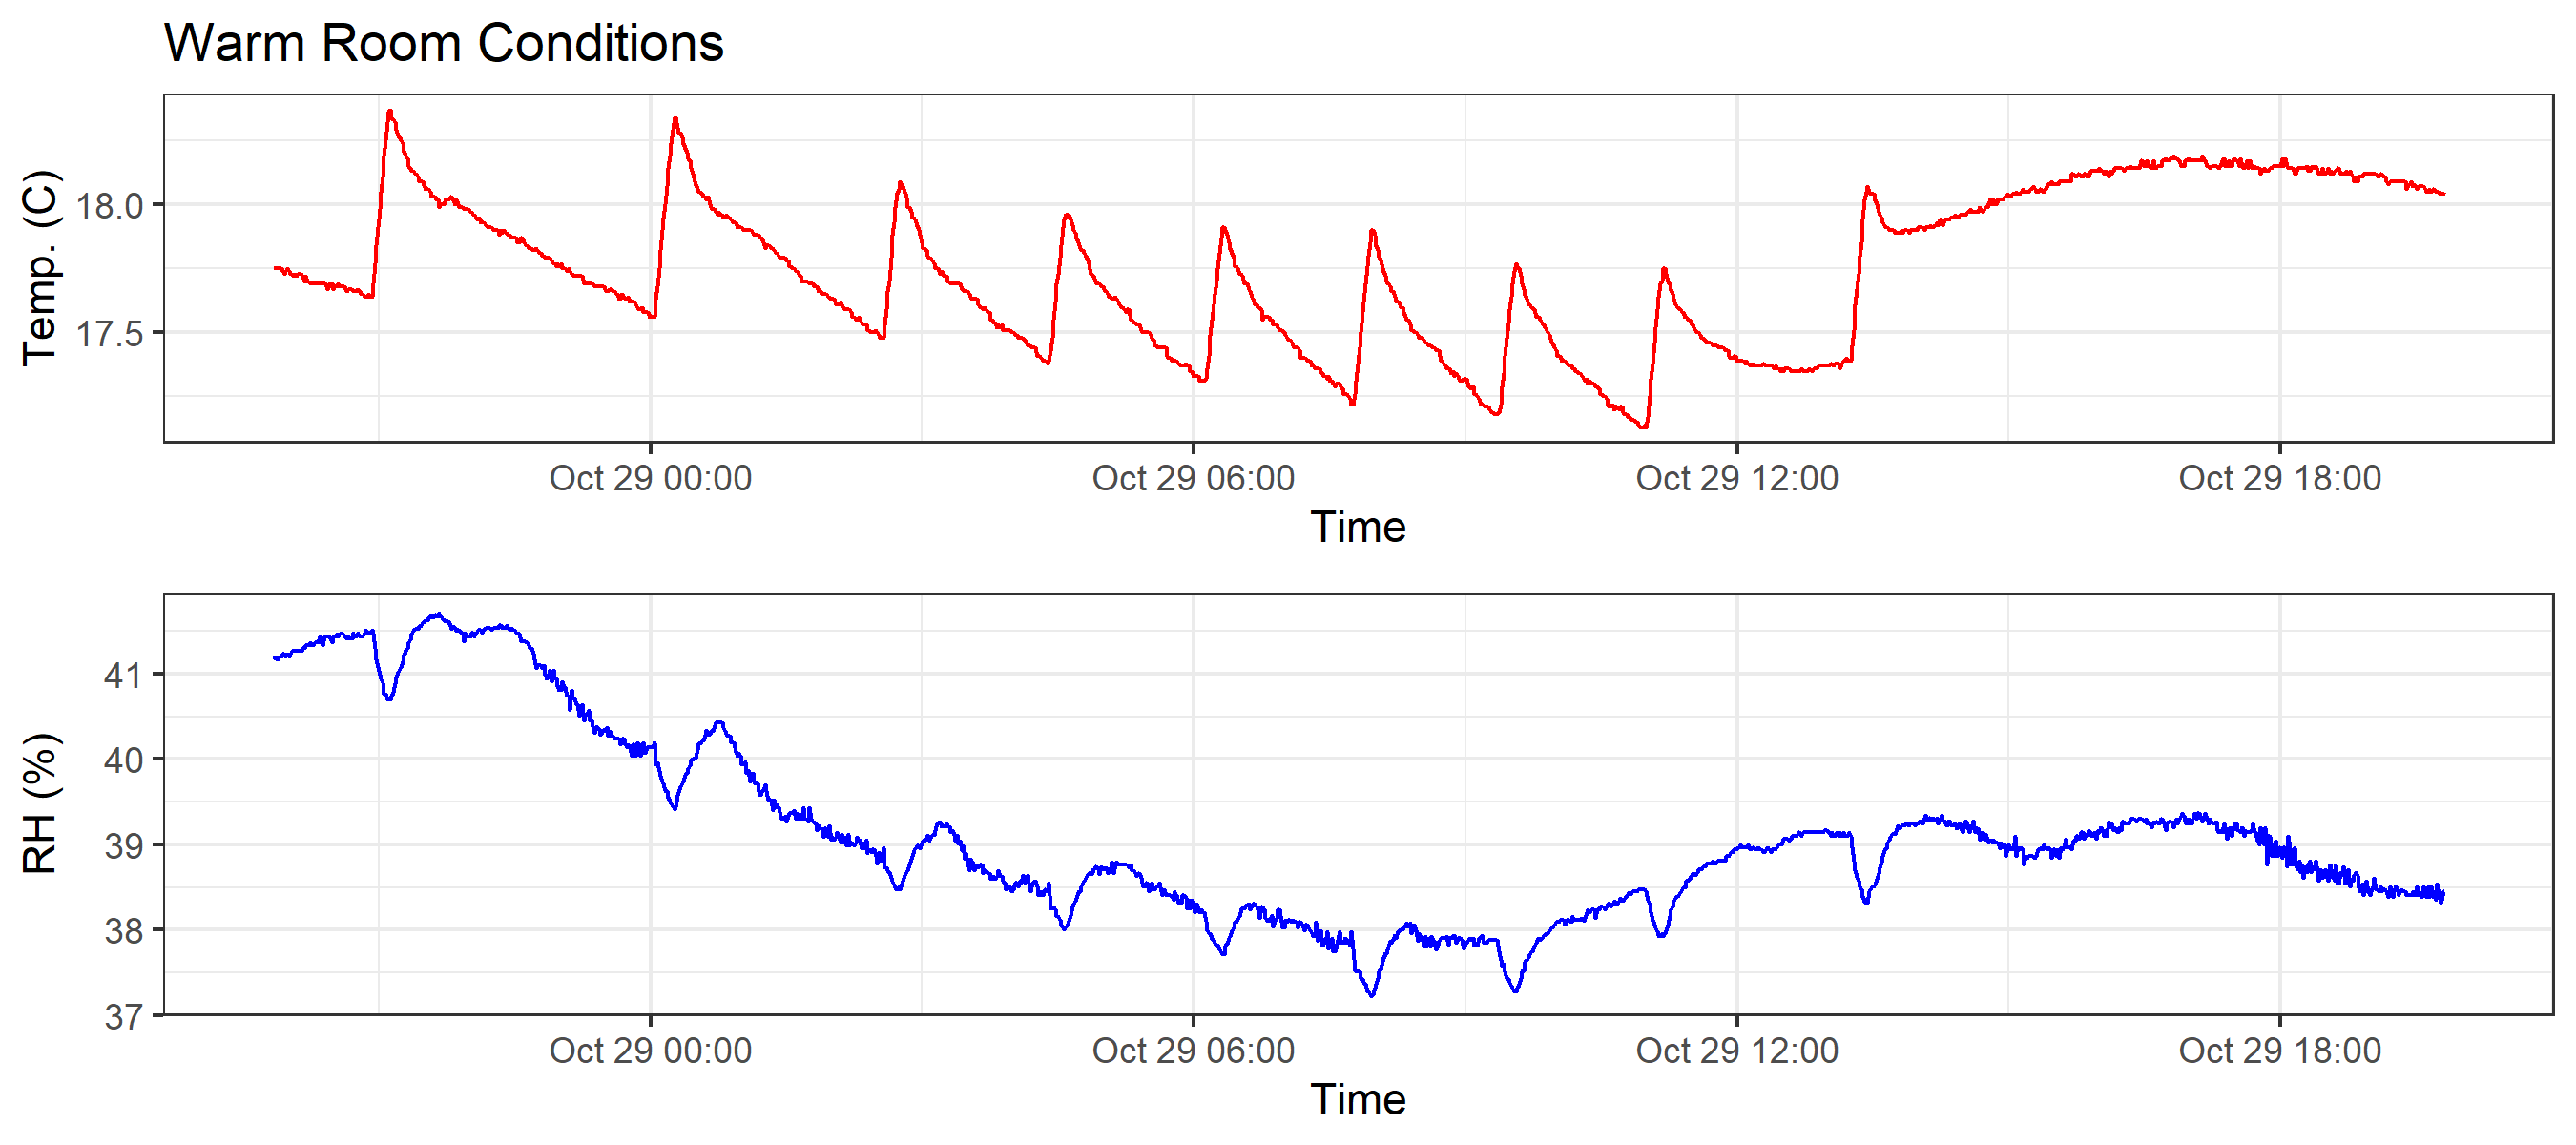 Warm Room Conditions
Temp. (C)
18.0
17.5
Oct 29 00:00 Oct 29 06:00 Oct 29 12:00 Oct 29 18:00
Time
RH (%)
41
40
39
38
37
Oct 29 00:00 Oct 29 06:00 Oct 29 12:00 Oct 29 18:00
Time